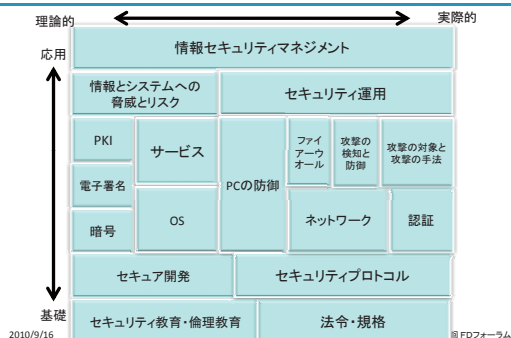 理論的
実際的
応用
情報セキュリティマネジメント
情報とシステムへの
脅威とリスク
セキュリティ運用
PKI
サービス
PCの防御
ファイ
アーウ
オール
攻撃の
検知と
防御
攻撃の対象と
攻撃の手法
電子署名
暗号
OS
ネットワーク
認証
セキュア開発
セキュリティプロトコル
基礎
セキュリティ教育・倫理教育
法令・規格
2010/9/16
@FDフォーラム